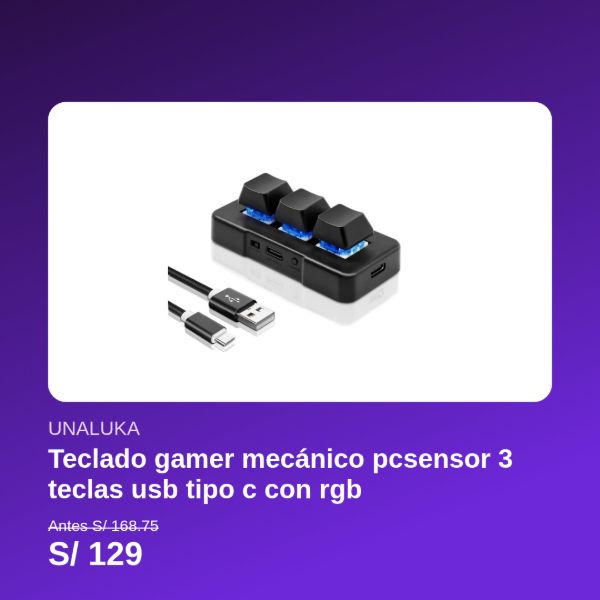 UNALUKA
Teclado gamer mecánico pcsensor 3
teclas usb tipo c con rgb
Antes S/ 168.75
S/ 129